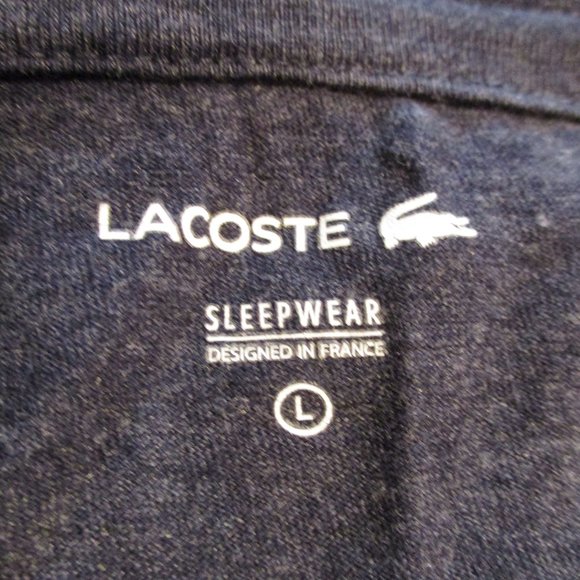 LACOSTE
SLEEPWEAR
DESIGNED IN FRANCE
L